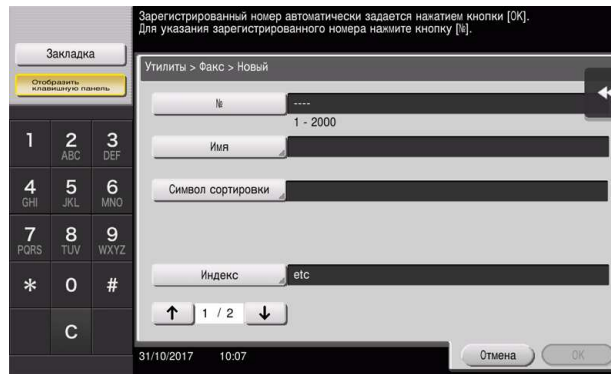 Зарегистрированный номер автоматически задается нажатием кнопки [OK].
Для указания зарегистрированного номера нажмите кнопку [№].
Закладка
Отобразить
клавишную панель
Утилиты > Факс > Новый
№ ----
1 - 2000
Имя
Символ сортировки
Индекс etc
↑ 1 / 2 ↓
1 2 ABC 3 DEF
4 GHI 5 JKL 6 MNO
7 PQRS 8 TUV 9 WXYZ
* 0 #
C
31/10/2017 10:07
Отмена OK